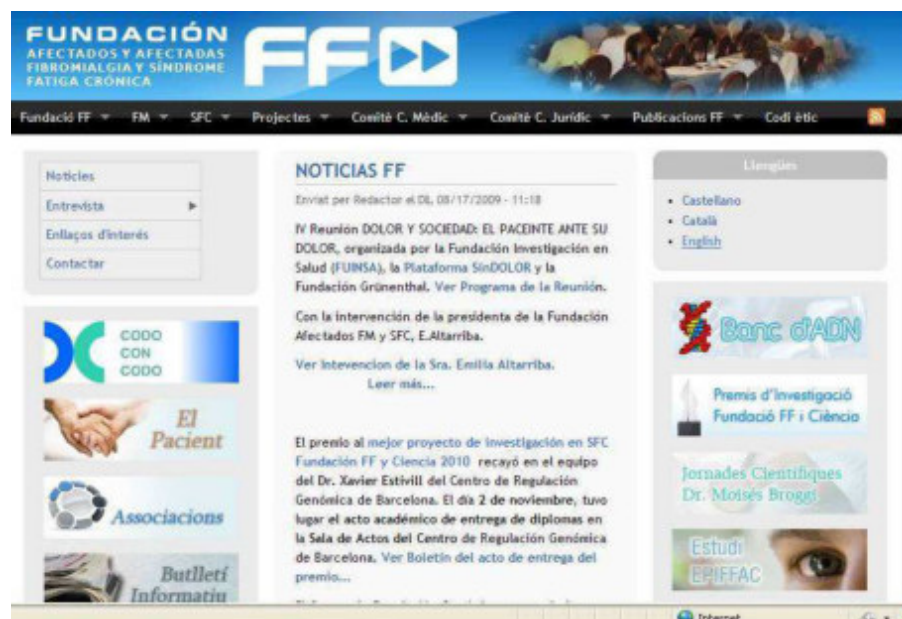 FUNDACIÓN
AFECTADOS Y AFECTADAS
FIBROMIALGIA Y SÍNDROME
FATIGA CRÓNICA
FF
Fundació FF FM SFC Projectes Comitè C. Mèdic Comitè C. Jurídic Publicacions FF Codi ètic
Notícies
Entrevista
Enllaços d'interés
Contactar
CODO
CON
CODO
El
Pacient
Associacions
Butlletí
Informatiu
NOTICIAS FF
Enviat per Redactor el DL, 08/17/2009 - 11:18
IV Reunión DOLOR Y SOCIEDAD: EL PACEINTE ANTE SU
DOLOR, organizada por la Fundación Investigación en
Salud (FUINSA), la Plataforma SinDOLOR y la
Fundación Grünenthal. Ver Programa de la Reunión.
Con la intervención de la presidenta de la Fundación
Afectados FM y SFC, E.Altarriba.
Ver Intevencion de la Sra. Emilia Altarriba.
Leer más...
El premio al mejor proyecto de investigación en SFC
Fundación FF y Ciencia 2010 recayó en el equipo
del Dr. Xavier Estivill del Centro de Regulación
Genómica de Barcelona. El día 2 de noviembre, tuvo
lugar el acto académico de entrega de diplomas en
la Sala de Actos del Centro de Regulación Genómica
de Barcelona. Ver Boletín del acto de entrega del
premio...
Llengües
Castellano
Català
English
Banc d'ADN
Premis d'Investigació
Fundació FF i Ciència
Jornades Científiques
Dr. Moisés Broggi
Estudi
EPIFFAC
Internet